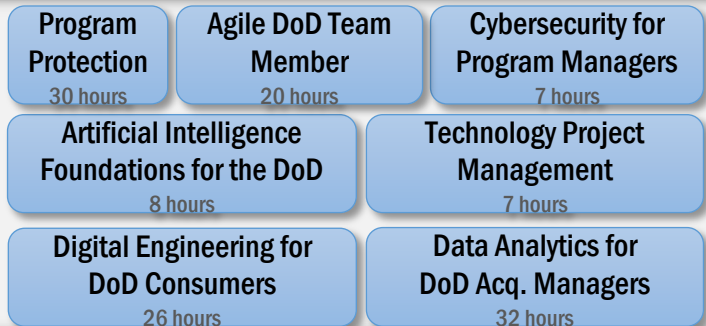 Program
Protection
30 hours
Agile DoD Team
Member
20 hours
Cybersecurity for
Program Managers
7 hours
Artificial Intelligence
Foundations for the DoD
8 hours
Technology Project
Management
7 hours
Digital Engineering for
DoD Consumers
26 hours
Data Analytics for
DoD Acq. Managers
32 hours